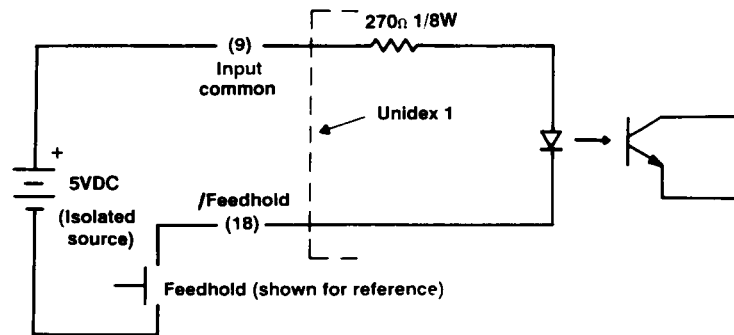 270Ω 1/8W
(9)
Input
common
Unidex 1
+
5VDC
(Isolated
source)
/Feedhold
(18)
Feedhold (shown for reference)